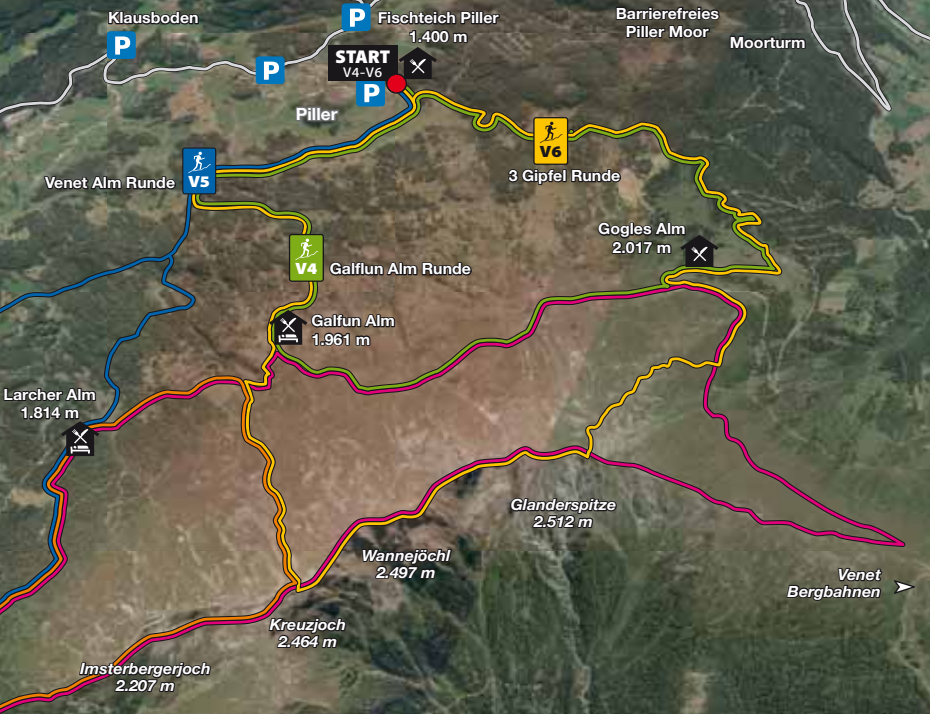 Klausboden
P
P
P
Fischteich Piller
1.400 m
Barrierefreies
Piller Moor
Moorturm
START
V4-V6
P
Piller
V6
3 Gipfel Runde
Venet Alm Runde
V5
Gogles Alm
2.017 m
V4
Galflun Alm Runde
Galfun Alm
1.961 m
Larcher Alm
1.814 m
Glanderspitze
2.512 m
Wannejöchl
2.497 m
Venet
Bergbahnen
Kreuzjoch
2.464 m
Imsterbergerjoch
2.207 m